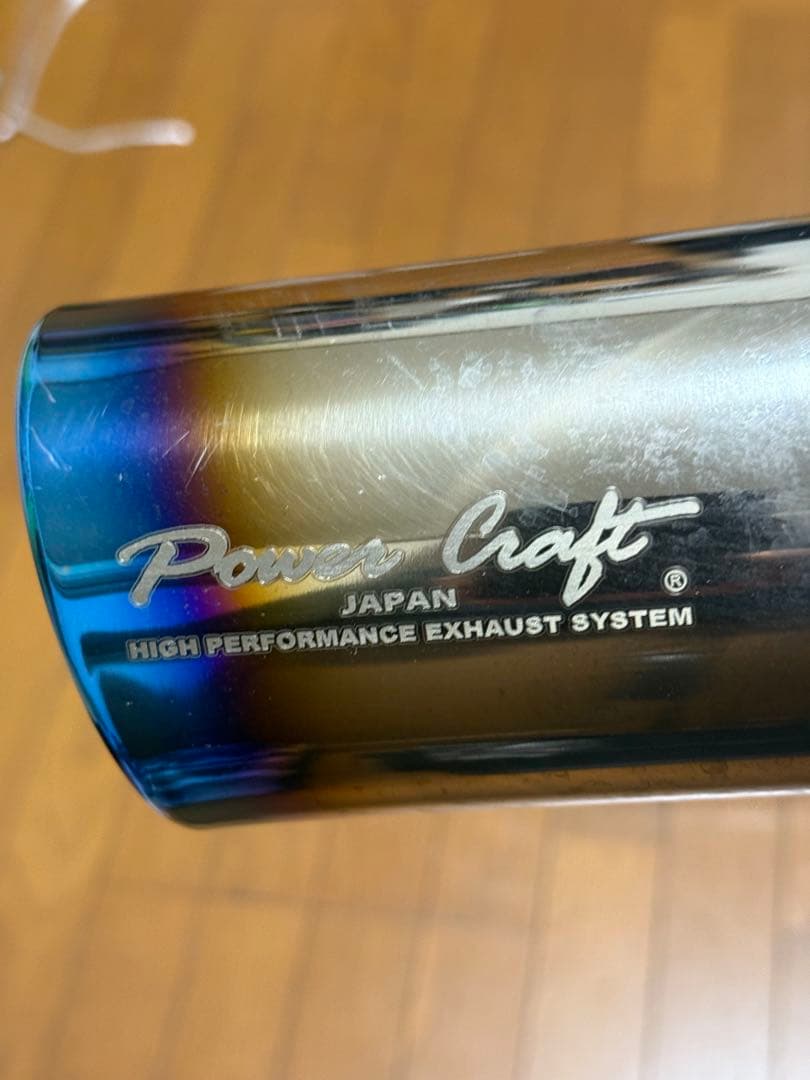 Power Craft
®
JAPAN
HIGH PERFORMANCE EXHAUST SYSTEM